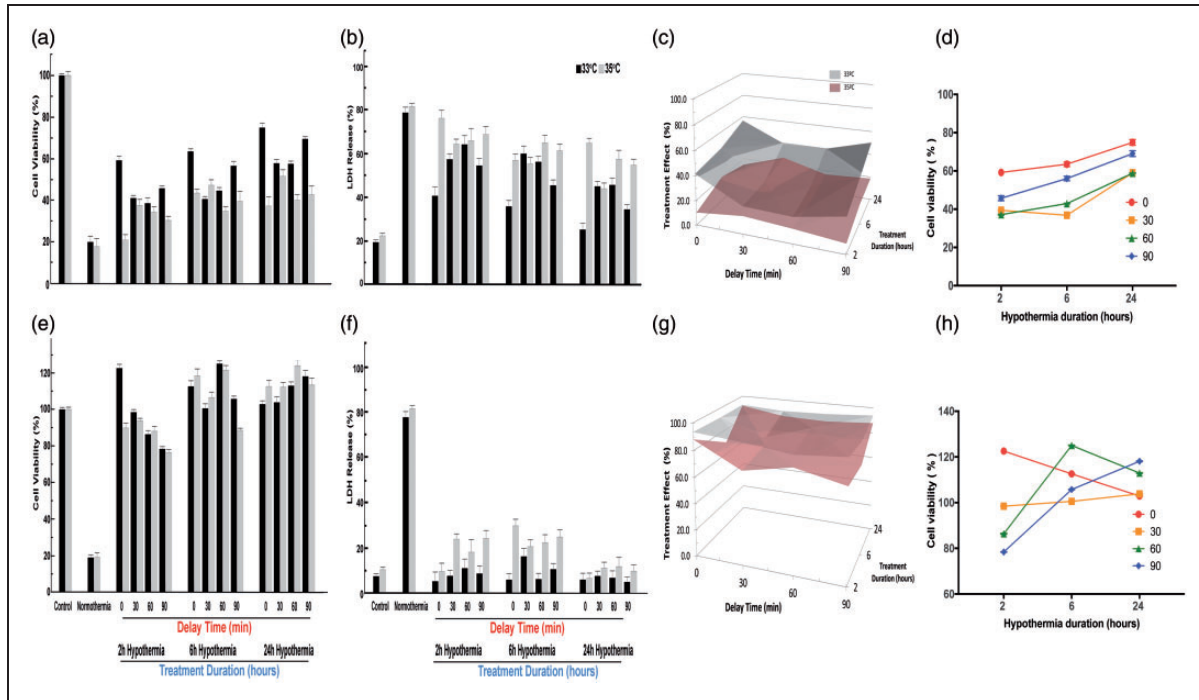 (a)
Cell Viability (%)
100
80
60
40
20
0
(b)
LDH Release (%)
100
80
60
40
20
0
33ºC 35ºC
(c)
33ºC
35ºC
Treatment Effect (%)
100.0
80.0
60.0
40.0
20.0
0.0
0
30
60
90
Delay Time (min)
24
6
2
Treatment
Duration (hours)
(d)
Cell viability ( % )
100
80
60
40
20
0
0
30
60
90
2 6 24
Hypothermia duration (hours)
(e)
Cell Viability (%)
120
100
80
60
40
20
0
Control Normothermia 0 30 60 90 0 30 60 90 0 30 60 90
Delay Time (min)
2h Hypothermia 6h Hypothermia 24h Hypothermia
Treatment Duration (hours)
(f)
LDH Release (%)
100
80
60
40
20
0
Control Normothermia 0 30 60 90 0 30 60 90 0 30 60 90
Delay Time (min)
2h Hypothermia 6h Hypothermia 24h Hypothermia
Treatment Duration (hours)
(g)
Treatment Effect (%)
100.0
80.0
60.0
40.0
20.0
0.0
0
30
60
90
Delay Time (min)
24
6
2
Treatment
Duration (hours)
(h)
Cell viability ( % )
140
120
100
80
60
0
30
60
90
2 6 24
Hypothermia duration (hours)